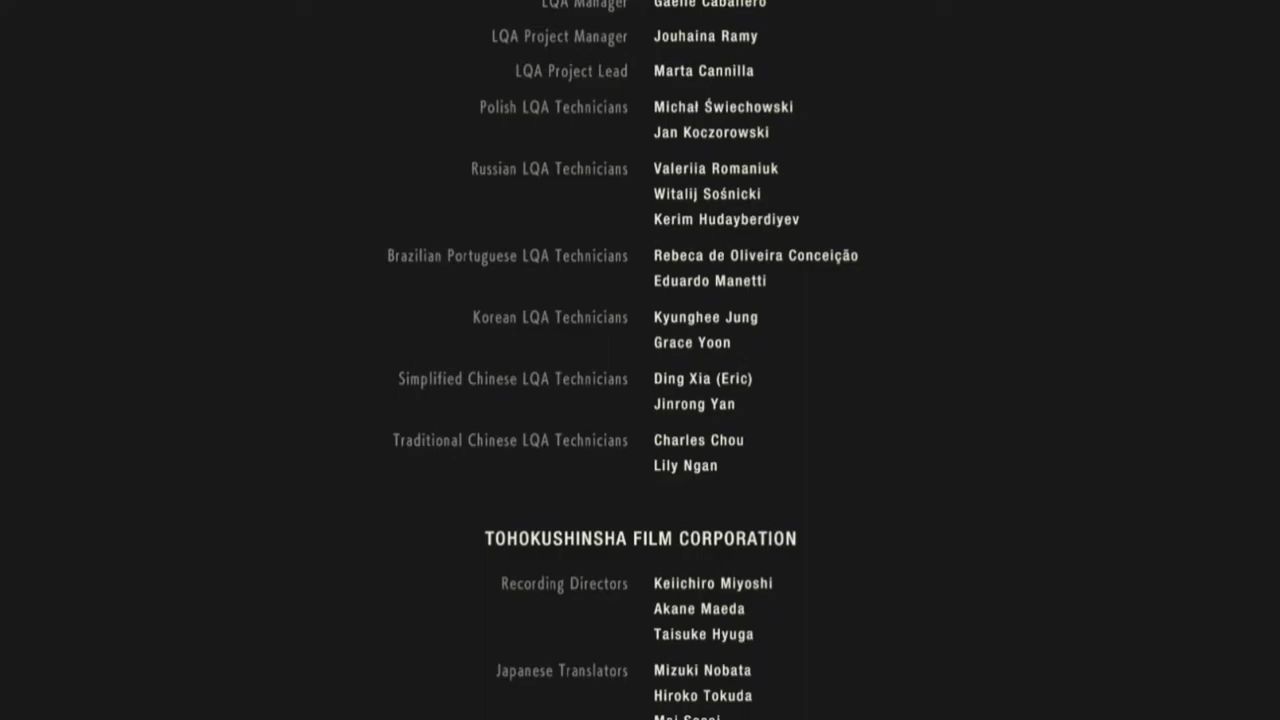 LQA Manager Gaëlle Caballero
LQA Project Manager Jouhaina Ramy
LQA Project Lead Marta Cannilla
Polish LQA Technicians Michał Świechowski
Jan Koczorowski
Russian LQA Technicians Valeriia Romaniuk
Witalij Sośnicki
Kerim Hudayberdiyev
Brazilian Portuguese LQA Technicians Rebeca de Oliveira Conceição
Eduardo Manetti
Korean LQA Technicians Kyunghee Jung
Grace Yoon
Simplified Chinese LQA Technicians Ding Xia (Eric)
Jinrong Yan
Traditional Chinese LQA Technicians Charles Chou
Lily Ngan
TOHOKUSHINSHA FILM CORPORATION
Recording Directors Keiichiro Miyoshi
Akane Maeda
Taisuke Hyuga
Japanese Translators Mizuki Nobata
Hiroko Tokuda